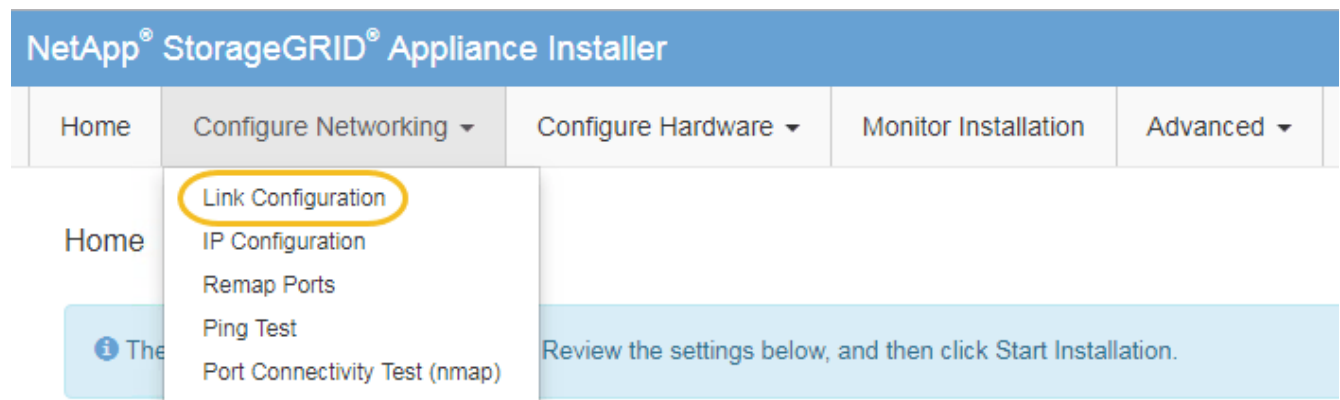 NetApp® StorageGRID® Appliance Installer
Home Configure Networking Configure Hardware Monitor Installation Advanced
Link Configuration
Home IP Configuration
Remap Ports
Ping Test
The Review the settings below, and then click Start Installation.
Port Connectivity Test (nmap)